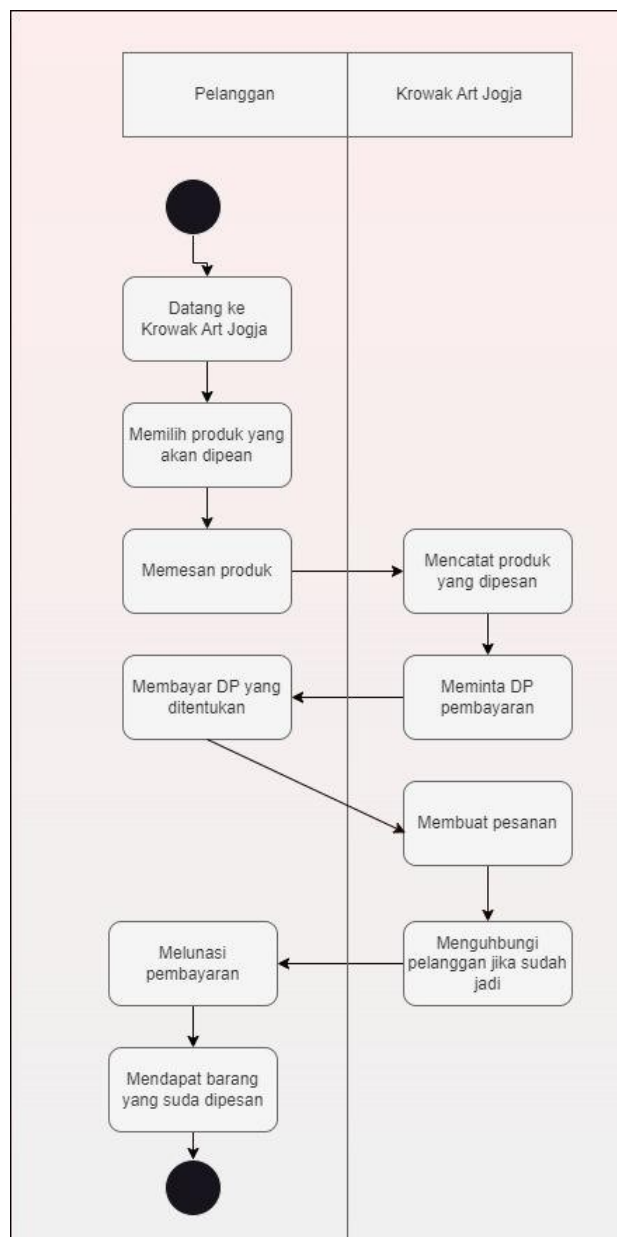 Pelanggan
Krowak Art Jogja
Datang ke
Krowak Art Jogja
Memilih produk yang
akan dipean
Memesan produk
Mencatat produk
yang dipesan
Membayar DP yang
ditentukan
Meminta DP
pembayaran
Membuat pesanan
Melunasi
pembayaran
Menguhbungi
pelanggan jika sudah
jadi
Mendapat barang
yang suda dipesan